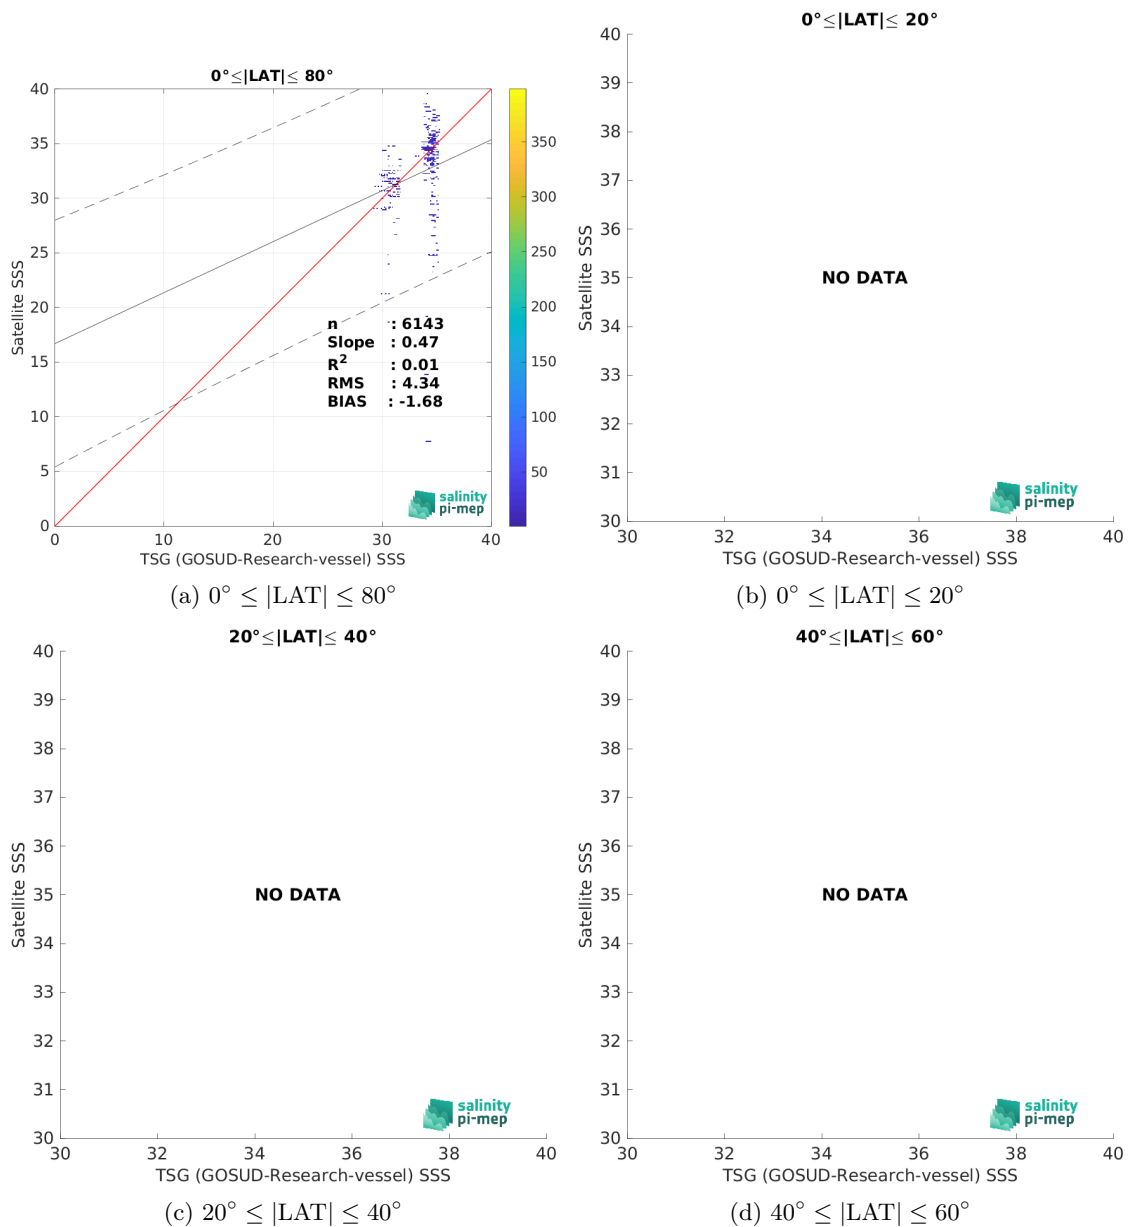 0°≤|LAT|≤ 80°
40
35
30
25
20
15
10
5
0
Satellite SSS
0
10
20
30
40
TSG (GOSUD-Research-vessel) SSS
350
300
250
200
150
100
50
n : 6143
Slope : 0.47
R² : 0.01
RMS : 4.34
BIAS : -1.68
salinity
pi-mep
(a) 0° ≤ |LAT| ≤ 80°
0°≤|LAT|≤ 20°
40
39
38
37
36
35
34
33
32
31
30
Satellite SSS
NO DATA
30
32
34
36
38
40
TSG (GOSUD-Research-vessel) SSS
salinity
pi-mep
(b) 0° ≤ |LAT| ≤ 20°
20°≤|LAT|≤ 40°
40
39
38
37
36
35
34
33
32
31
30
Satellite SSS
NO DATA
30
32
34
36
38
40
TSG (GOSUD-Research-vessel) SSS
salinity
pi-mep
(c) 20° ≤ |LAT| ≤ 40°
40°≤|LAT|≤ 60°
40
39
38
37
36
35
34
33
32
31
30
Satellite SSS
NO DATA
30
32
34
36
38
40
TSG (GOSUD-Research-vessel) SSS
salinity
pi-mep
(d) 40° ≤ |LAT| ≤ 60°